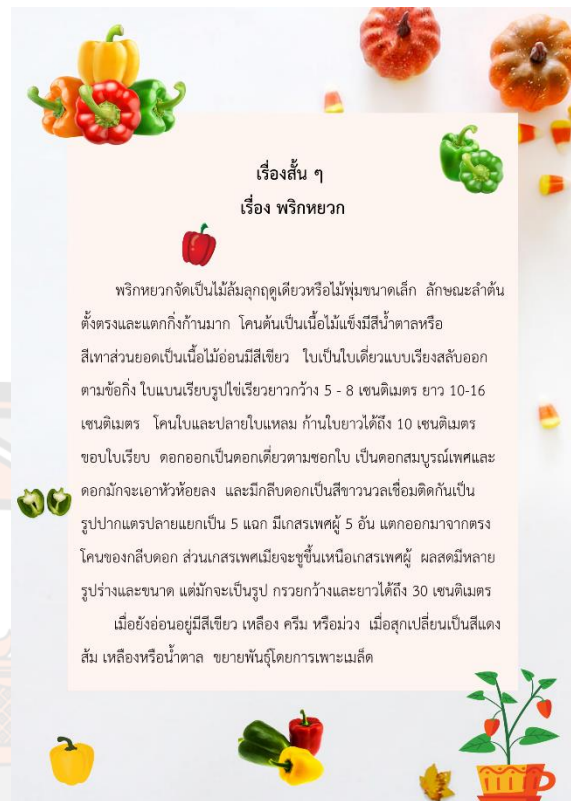 เรื่องสั้น ๆ
เรื่อง พริกหยวก
พริกหยวกจัดเป็นไม้ล้มลุกฤดูเดียวหรือไม้พุ่มขนาดเล็ก ลักษณะลำต้น
ตั้งตรงและแตกกิ่งก้านมาก โคนต้นเป็นเนื้อไม้แข็งมีสีน้ำตาลหรือ
สีเทาส่วนยอดเป็นเนื้อไม้อ่อนมีสีเขียว ใบเป็นใบเดี่ยวแบบเรียงสลับออก
ตามข้อกิ่ง ใบแบนเรียบรูปไข่เรียวยาวกว้าง 5 - 8 เซนติเมตร ยาว 10-16
เซนติเมตร โคนใบและปลายใบแหลม ก้านใบยาวได้ถึง 10 เซนติเมตร
ขอบใบเรียบ ดอกออกเป็นดอกเดี่ยวตามซอกใบ เป็นดอกสมบูรณ์เพศและ
ดอกมักจะเอาหัวห้อยลง และมีกลีบดอกเป็นสีขาวนวลเชื่อมติดกันเป็น
รูปปากแตรปลายแยกเป็น 5 แฉก มีเกสรเพศผู้ 5 อัน แตกออกมาจากตรง
โคนของกลีบดอก ส่วนเกสรเพศเมียจะชูขึ้นเหนือเกสรเพศผู้ ผลสดมีหลาย
รูปร่างและขนาด แต่มักจะเป็นรูป กรวยกว้างและยาวได้ถึง 30 เซนติเมตร
เมื่อยังอ่อนอยู่มีสีเขียว เหลือง ครีม หรือม่วง เมื่อสุกเปลี่ยนเป็นสีแดง
ส้ม เหลืองหรือน้ำตาล ขยายพันธุ์โดยการเพาะเมล็ด